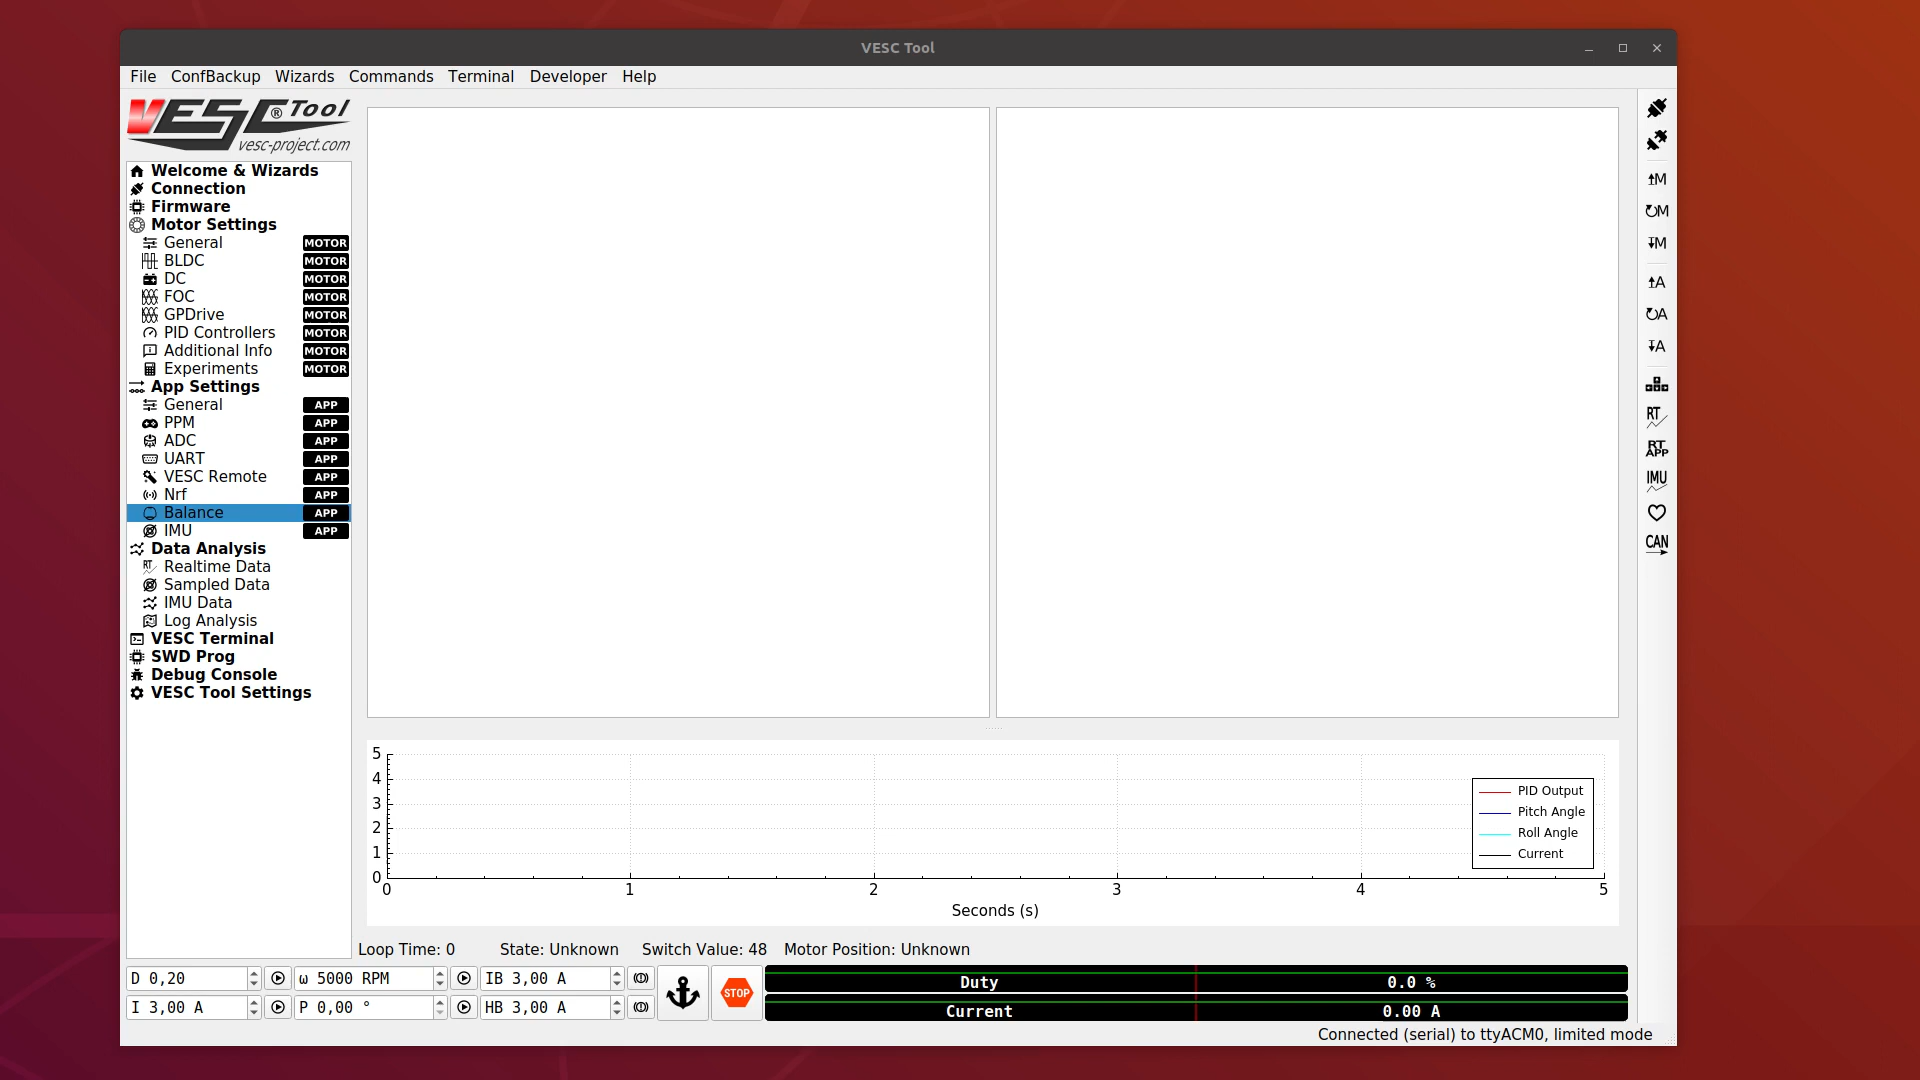 VESC Tool
File ConfBackup Wizards Commands Terminal Developer Help
VESC® Tool
vesc-project.com
Welcome & Wizards
Connection
Firmware
Motor Settings
General MOTOR
BLDC MOTOR
DC MOTOR
FOC MOTOR
GPDrive MOTOR
PID Controllers MOTOR
Additional Info MOTOR
Experiments MOTOR
App Settings
General APP
PPM APP
ADC APP
UART APP
VESC Remote APP
Nrf APP
Balance APP
IMU APP
Data Analysis
RT Realtime Data
Sampled Data
IMU Data
Log Analysis
VESC Terminal
SWD Prog
Debug Console
VESC Tool Settings
M
M
M
A
A
A
RT
RT
APP
IMU
CAN
5
4
3
2
1
0
0 1 2 3 4 5
Seconds (s)
PID Output
Pitch Angle
Roll Angle
Current
Loop Time: 0 State: Unknown Switch Value: 48 Motor Position: Unknown
D 0,20 ω 5000 RPM IB 3,00 A
I 3,00 A P 0,00 ° HB 3,00 A
STOP
Duty 0.0 %
Current 0.00 A
Connected (serial) to ttyACM0, limited mode